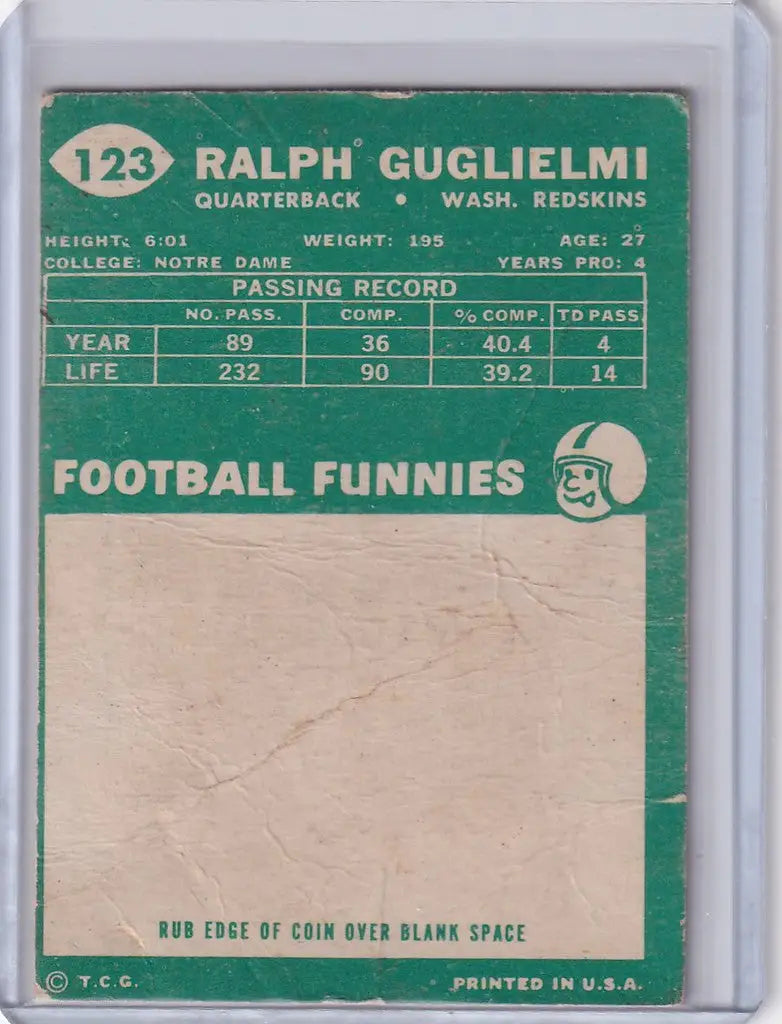 123 RALPH GUGLIELMI
QUARTERBACK • WASH. REDSKINS
HEIGHT: 6:01 WEIGHT: 195 AGE: 27
COLLEGE: NOTRE DAME YEARS PRO: 4
PASSING RECORD
NO. PASS. COMP. % COMP. TD PASS
YEAR 89 36 40.4 4
LIFE 232 90 39.2 14
FOOTBALL FUNNIES
RUB EDGE OF COIN OVER BLANK SPACE
© T.C.G. PRINTED IN U.S.A.